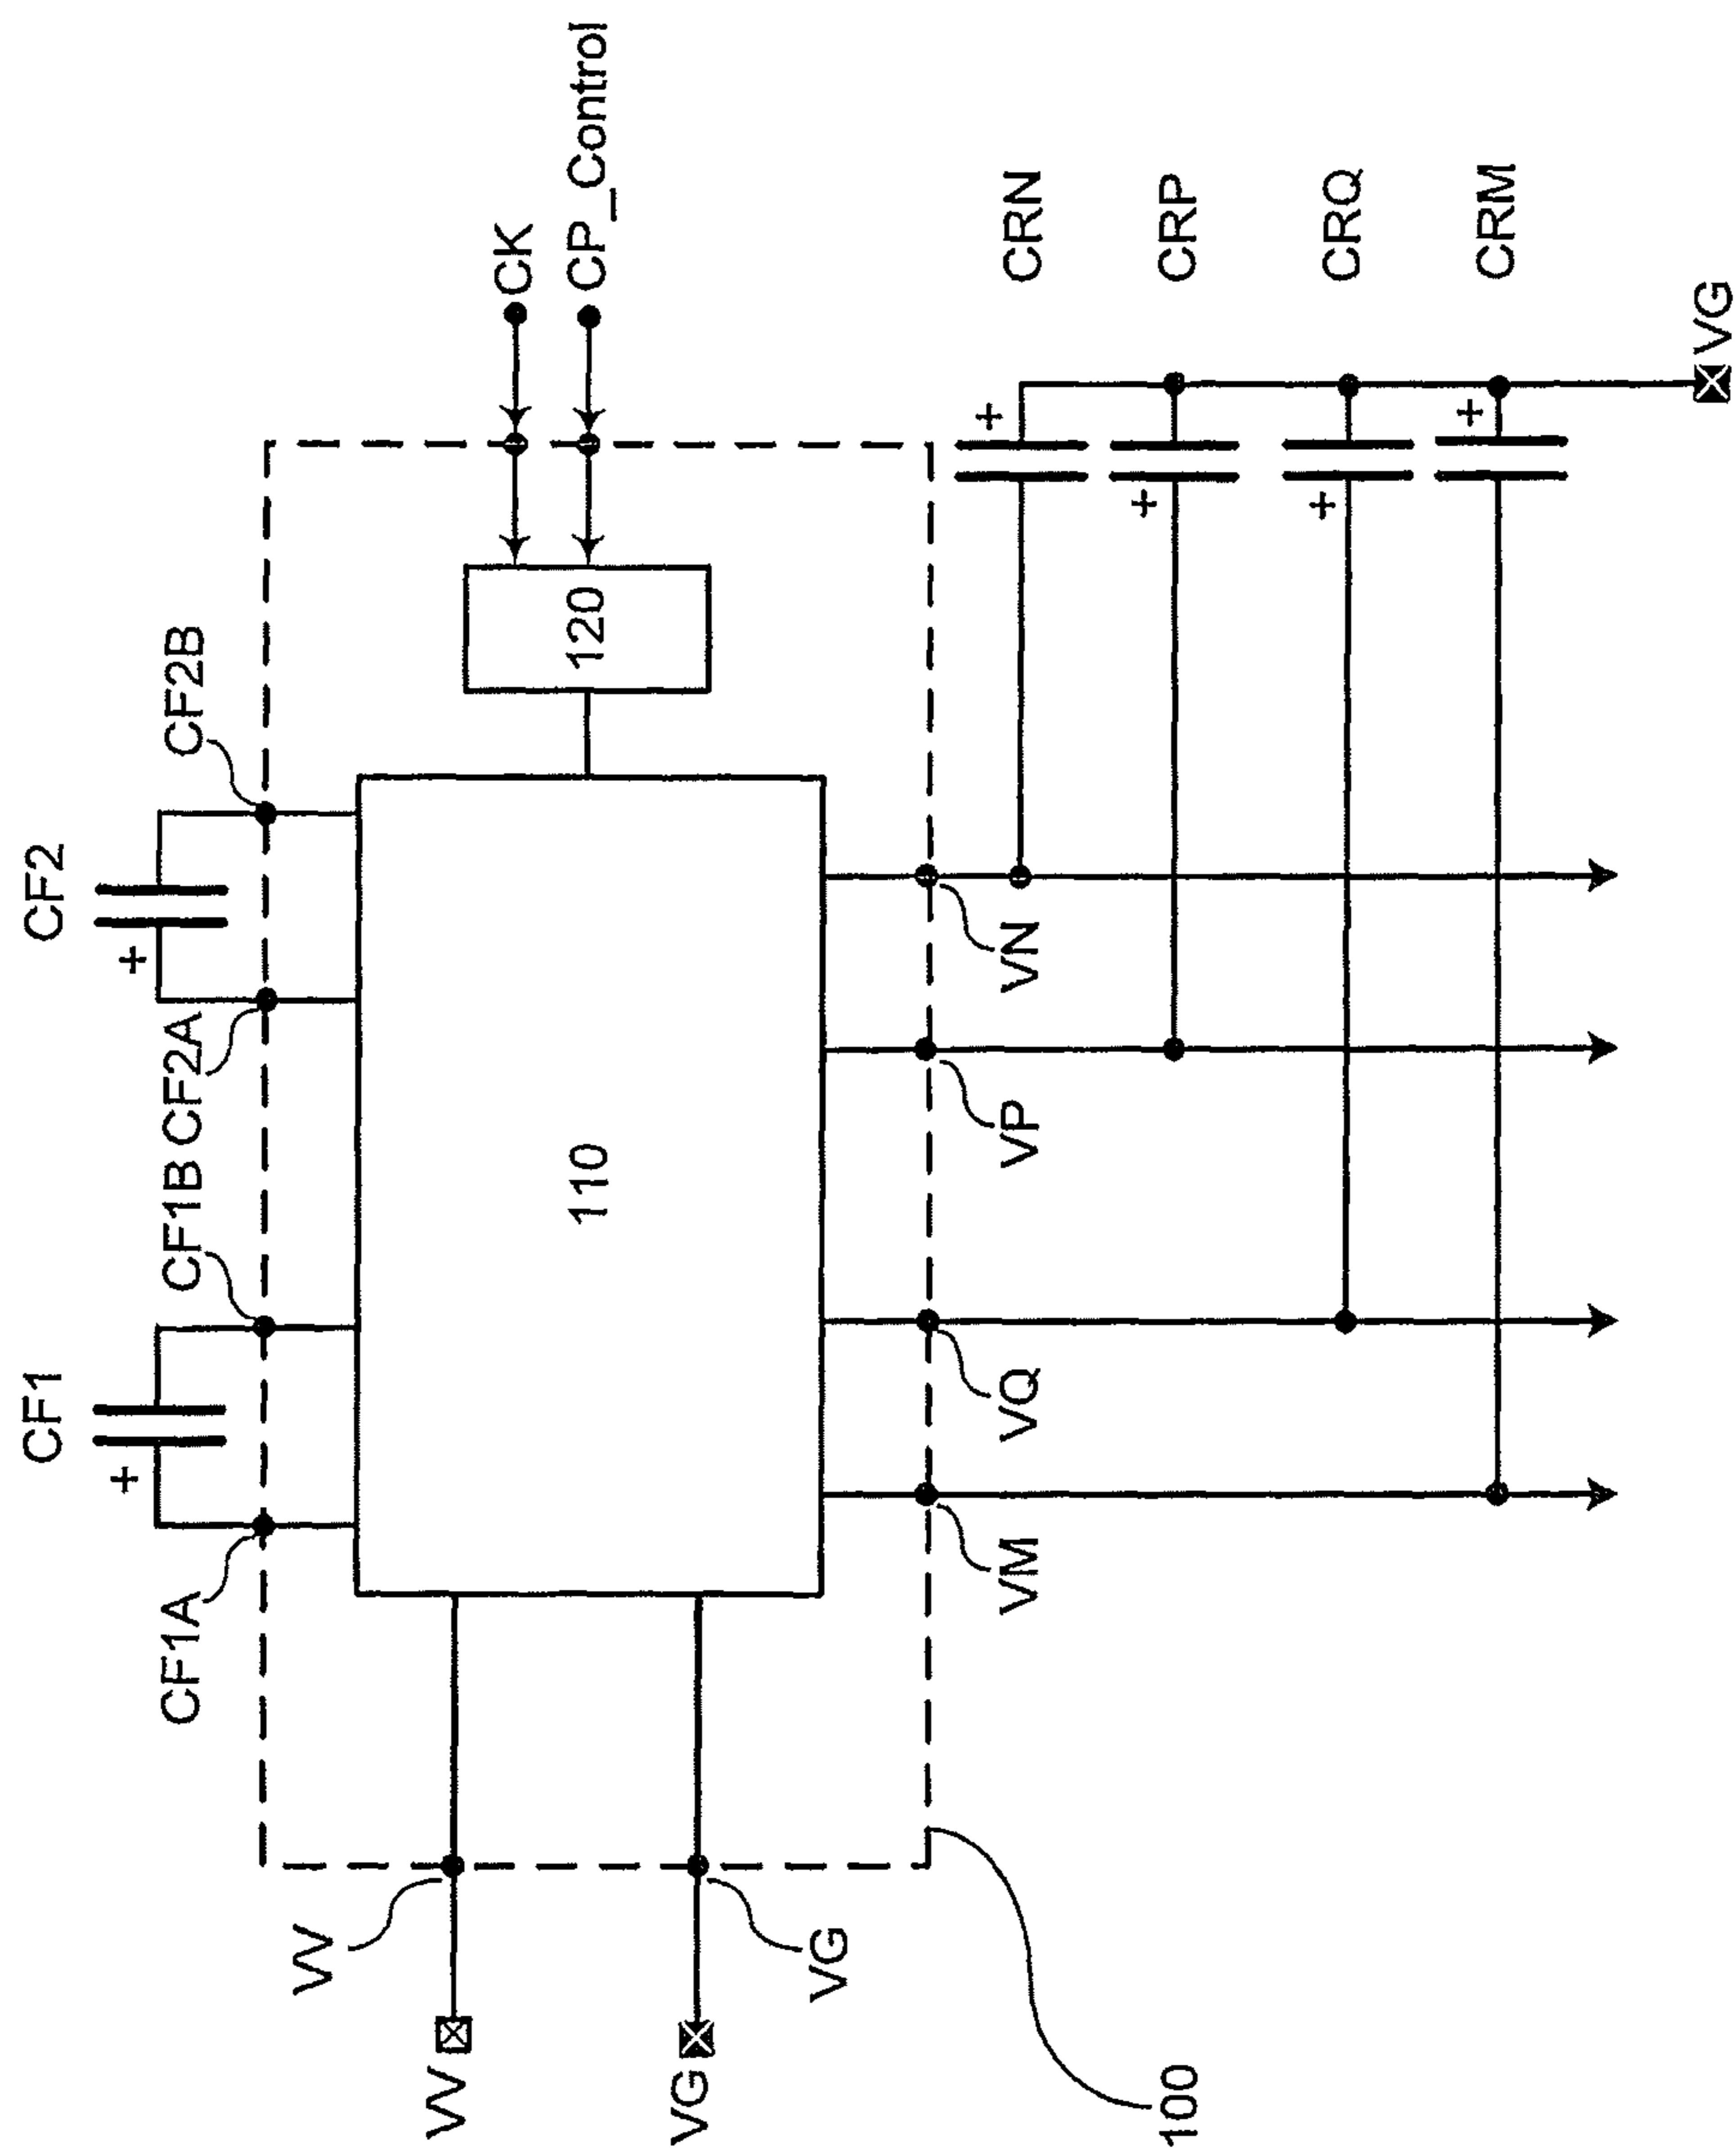 CF1
CF2
CF1A
CF1B
CF2A
CF2B
CK
CP_Control
VV
VV
110
120
VG
VG
VM
VQ
VP
VN
CRN
CRP
CRQ
CRM
100
VG